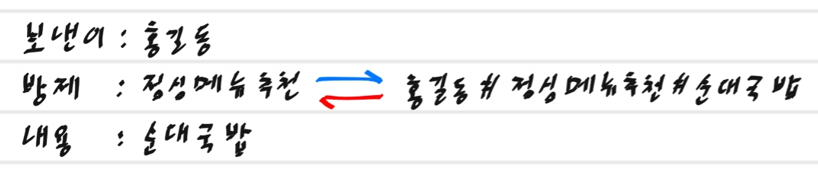 보낸이 : 홍길동
방제 : 점심메뉴추천 홍길동#점심메뉴추천#순대국밥
내용 : 순대국밥